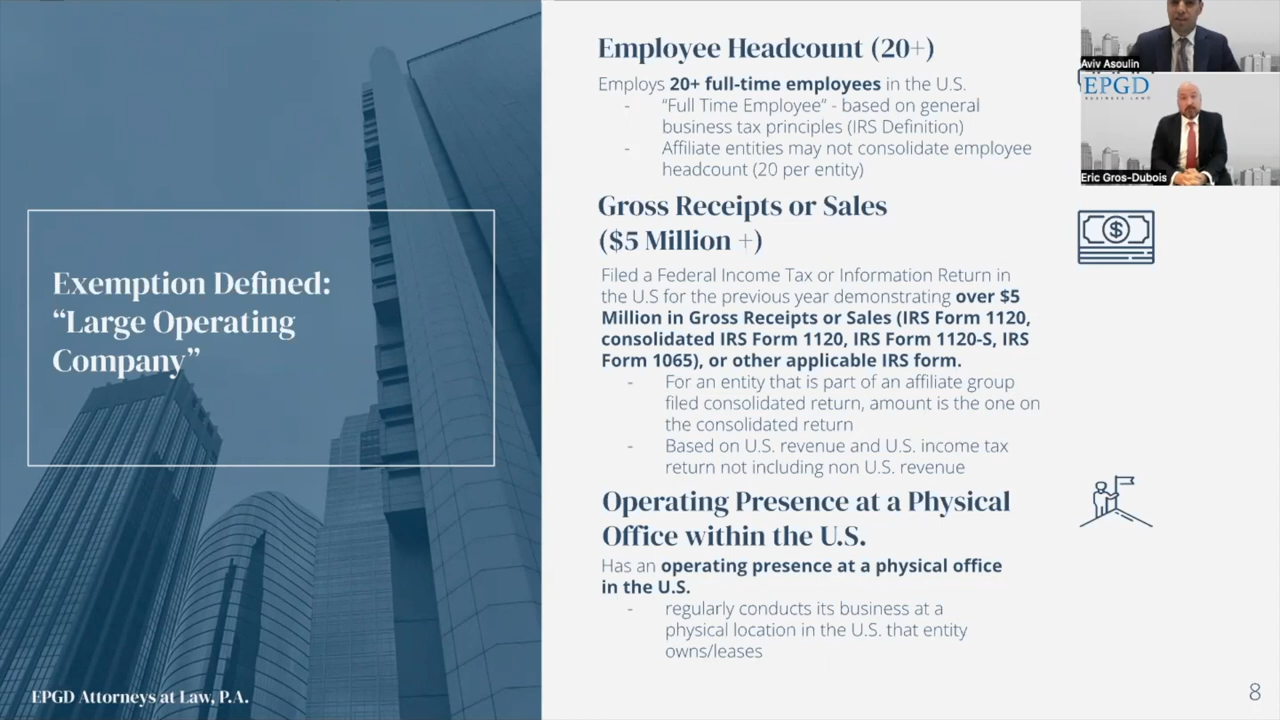 Exemption Defined:
“Large Operating
Company”
EPGD Attorneys at Law, P.A.
Employee Headcount (20+)
Employs 20+ full-time employees in the U.S.
- “Full Time Employee” - based on general
business tax principles (IRS Definition)
- Affiliate entities may not consolidate employee
headcount (20 per entity)
Gross Receipts or Sales
($5 Million +)
Filed a Federal Income Tax or Information Return in
the U.S for the previous year demonstrating over $5
Million in Gross Receipts or Sales (IRS Form 1120,
consolidated IRS Form 1120, IRS Form 1120-S, IRS
Form 1065), or other applicable IRS form.
- For an entity that is part of an affiliate group
filed consolidated return, amount is the one on
the consolidated return
- Based on U.S. revenue and U.S. income tax
return not including non U.S. revenue
Operating Presence at a Physical
Office within the U.S.
Has an operating presence at a physical office
in the U.S.
- regularly conducts its business at a
physical location in the U.S. that entity
owns/leases
Aviv Asoulin
EPGD
BUSINESS LAW
Eric Gros-Dubois
$
8